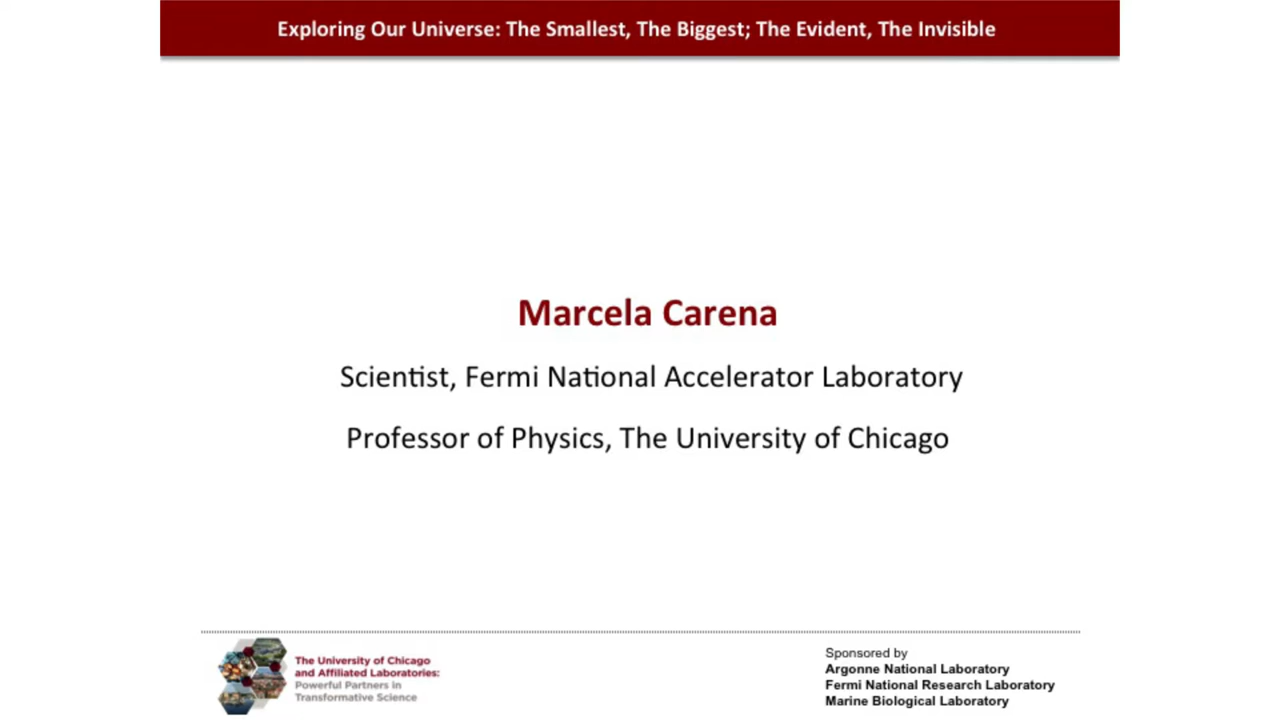 Exploring Our Universe: The Smallest, The Biggest; The Evident, The Invisible
Marcela Carena
Scientist, Fermi National Accelerator Laboratory
Professor of Physics, The University of Chicago
The University of Chicago
and Affiliated Laboratories:
Powerful Partners in
Transformative Science
Sponsored by
Argonne National Laboratory
Fermi National Research Laboratory
Marine Biological Laboratory